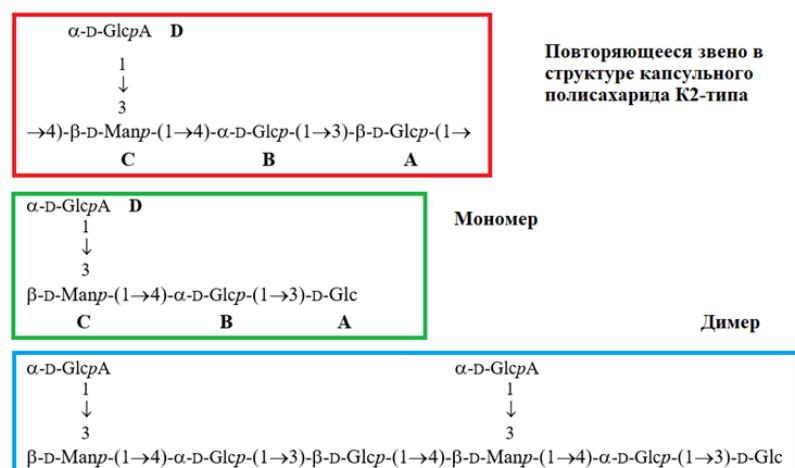 α-D-GlcpA D
1
↓
3
→4)-β-D-Manp-(1→4)-α-D-Glcp-(1→3)-β-D-Glcp-(1→
C B A
Повторяющееся звено в
структуре капсульного
полисахарида К2-типа
α-D-GlcpA D
1
↓
3
β-D-Manp-(1→4)-α-D-Glcp-(1→3)-D-Glc
C B A
Мономер
Димер
α-D-GlcpA α-D-GlcpA
1 1
↓ ↓
3 3
β-D-Manp-(1→4)-α-D-Glcp-(1→3)-β-D-Glcp-(1→4)-β-D-Manp-(1→4)-α-D-Glcp-(1→3)-D-Glc